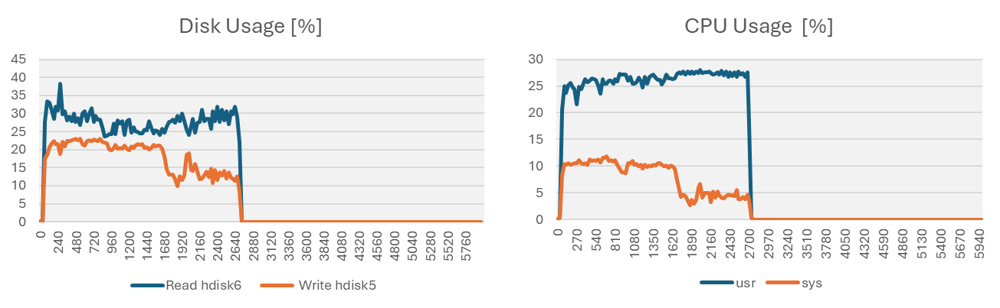 Disk Usage [%]
45
40
35
30
25
20
15
10
5
0
0 240 480 720 960 1200 1440 1680 1920 2160 2400 2640 2880 3120 3360 3600 3840 4080 4320 4560 4800 5040 5280 5520 5760
Read hdisk6 Write hdisk5
CPU Usage [%]
30
25
20
15
10
5
0
0 270 540 810 1080 1350 1620 1890 2160 2430 2700 2970 3240 3510 3780 4050 4320 4590 4860 5130 5400 5670 5940
usr sys